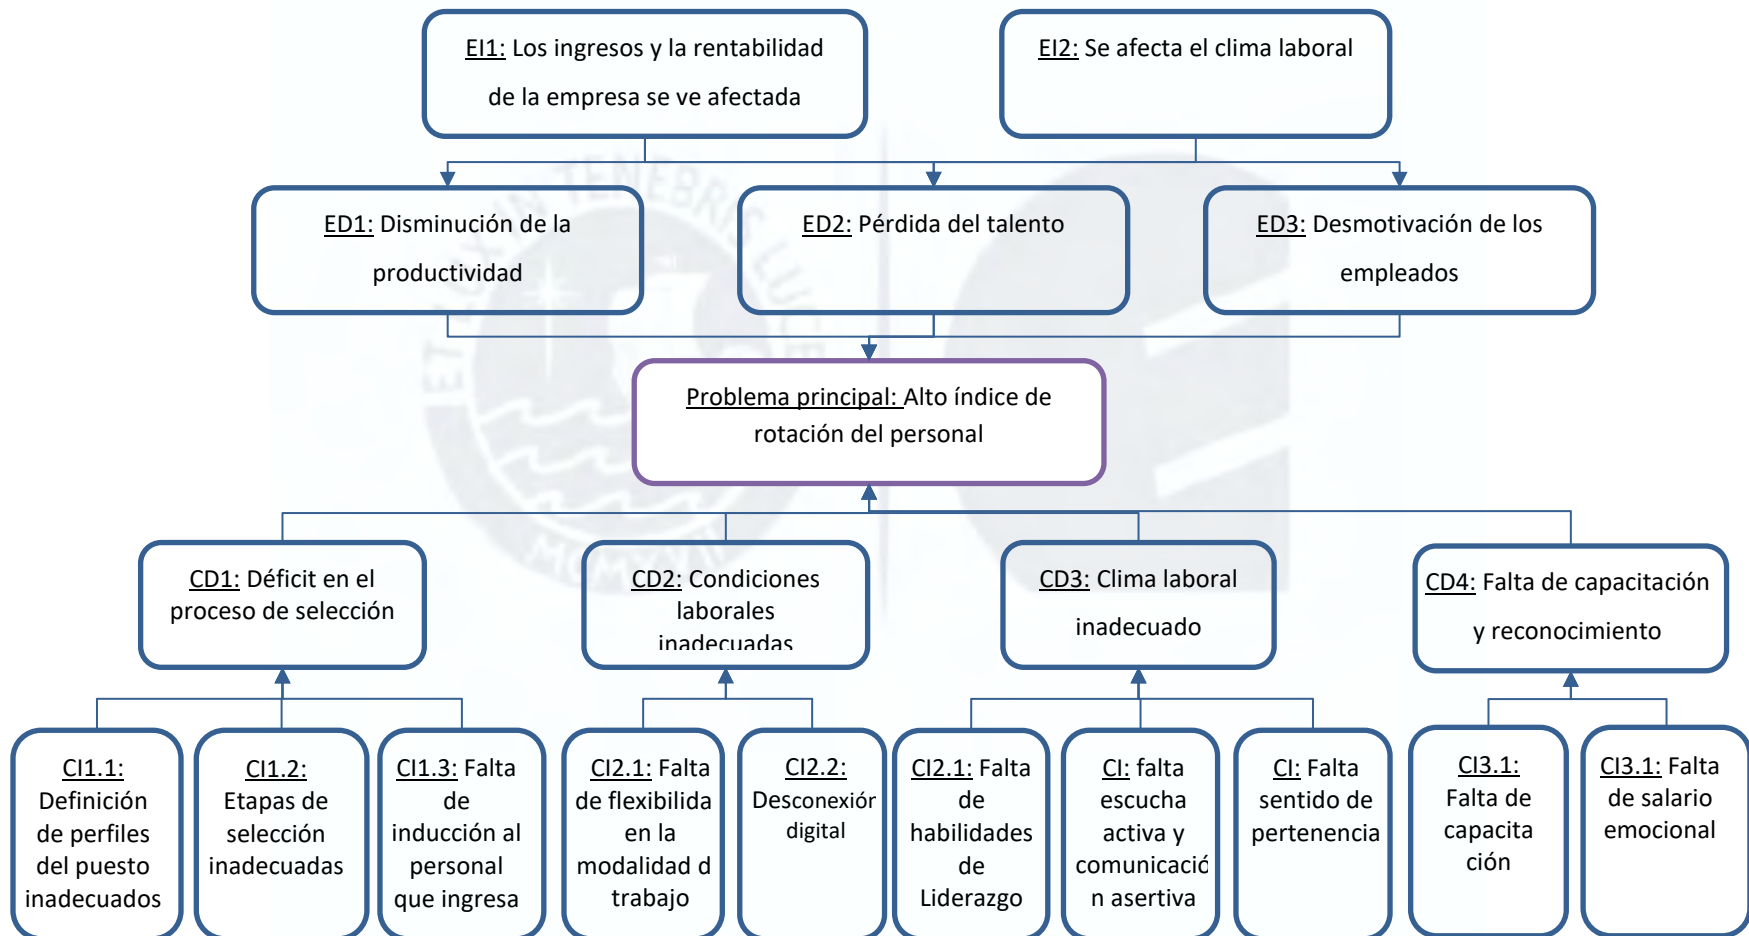 EI1: Los ingresos y la rentabilidad
de la empresa se ve afectada
EI2: Se afecta el clima laboral
ED1: Disminución de la
productividad
ED2: Pérdida del talento
ED3: Desmotivación de los
empleados
Problema principal: Alto índice de
rotación del personal
CD1: Déficit en el
proceso de selección
CD2: Condiciones
laborales
inadecuadas
CD3: Clima laboral
inadecuado
CD4: Falta de capacitación
y reconocimiento
CI1.1:
Definición
de perfiles
del puesto
inadecuados
CI1.2:
Etapas de
selección
inadecuadas
CI1.3: Falta
de
inducción al
personal
que ingresa
CI2.1: Falta
de flexibilida
en la
modalidad d
trabajo
CI2.2:
Desconexión
digital
CI2.1: Falta
de
habilidades
de
Liderazgo
CI: falta
escucha
activa y
comunicació
n asertiva
CI: Falta
sentido de
pertenencia
CI3.1:
Falta de
capacita
ción
CI3.1: Falta
de salario
emocional
ET LUX IN TENEBRIS LUCET